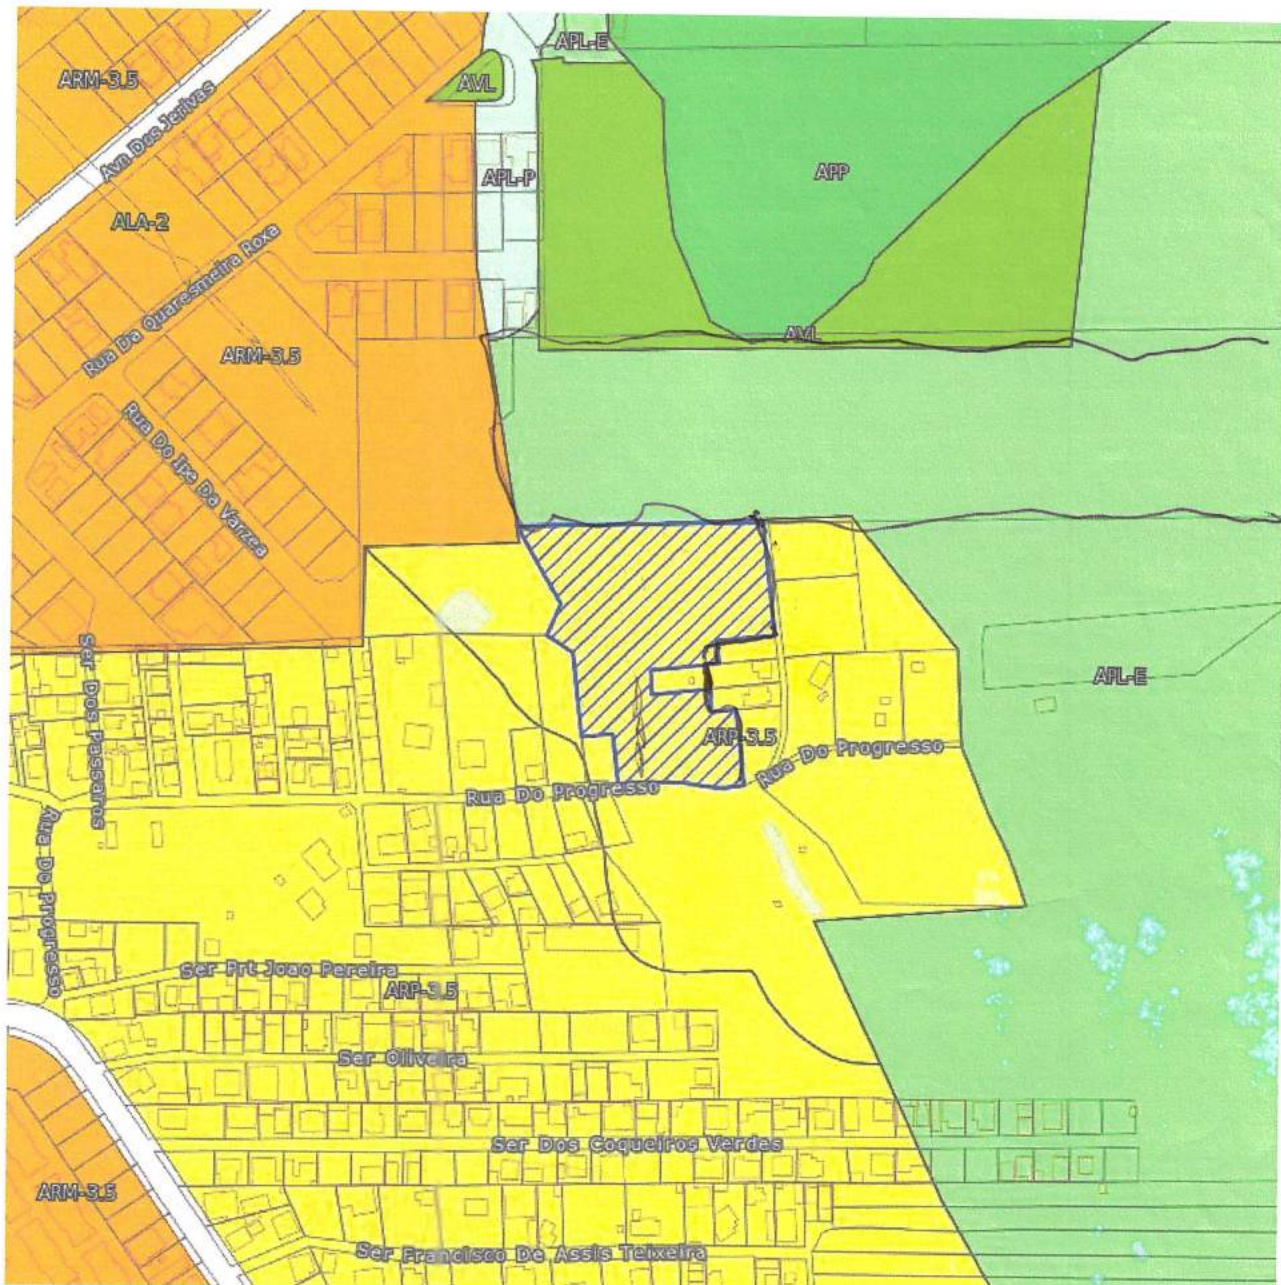 APL-E
ARM-3.5
AVL
Avn Dos Jerivas
APP
APL-P
ALA-2
Rua Da Quaresmeira Roxa
AVL
ARM-3.5
Rua Do Ipe Da Varzea
Ser Dos Passaros
APL-E
ARP-3.5
Rua Do Progresso
Rua Do Progresso
Rua Do Progresso
Ser Prt Joao Pereira
ARP-3.5
Ser Oliveira
Ser Dos Coqueiros Verdes
ARM-3.5
Ser Francisco De Assis Teixeira